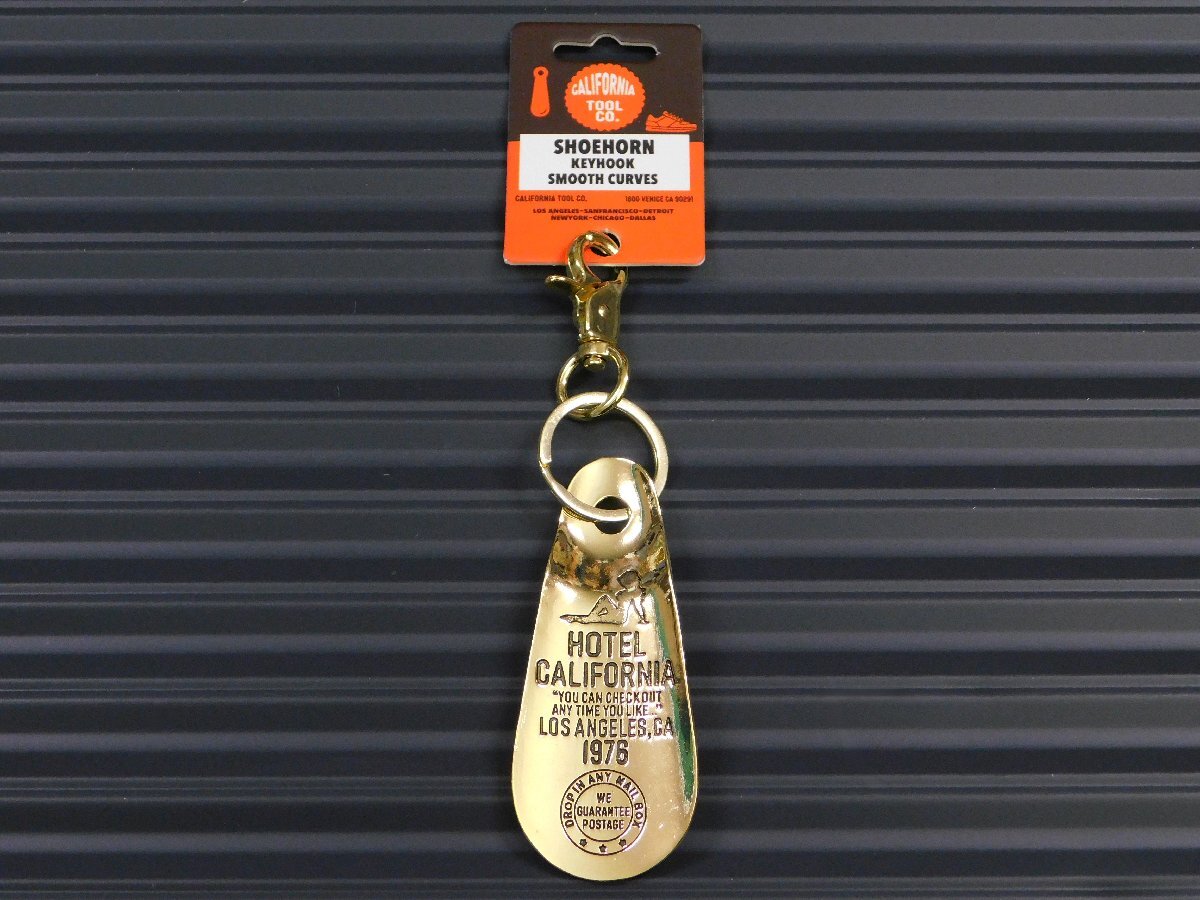 CALIFORNIA
TOOL
CO.
SHOEHORN
KEYHOOK
SMOOTH CURVES
CALIFORNIA TOOL CO. 1600 VENICE CA 90291
LOS ANGELES-SANFRANCISCO-DETROIT
NEWYORK-CHICAGO-DALLAS
HOTEL
CALIFORNIA
"YOU CAN CHECKOUT
ANY TIME YOU LIKE..."
LOS ANGELES, CA
1976
DROP IN ANY MAIL BOX
WE
GUARANTEE
POSTAGE